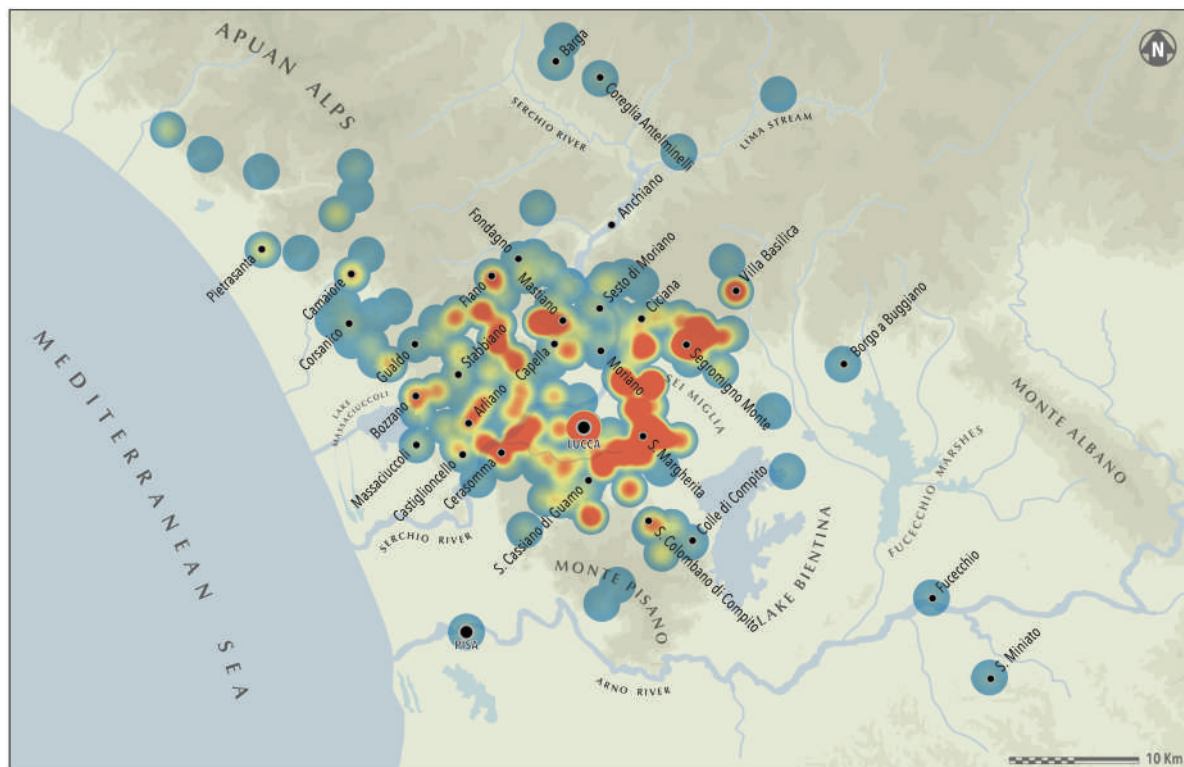 N
APUAN ALPS
Barga
Coreglia Antelminelli
SERCHIO RIVER
LIMA STREAM
Anchiano
Fondagno
Sesto di Moriano
Villa Basilica
Pietrasanta
Camaiore
Fiano
Mastiano
Ciciana
Corsanico
Gualdo
Stabbiano
Capella
Moriano
Segromigno Monte
Borgo a Buggiano
SEI MIGLIA
MONTE ALBANO
LAKE
MASSACIUCCOLI
Bozzano
Arliano
LUCCA
S. Margherita
Massaciuccoli
Castiglioncello
Cerasomma
S. Cassiano di Guamo
Colle di Compito
S. Colombano di Compito
FUCECCHIO MARSHES
LAKE BIENTINA
SERCHIO RIVER
MONTE PISANO
MEDITERRANEAN SEA
PISA
Fucecchio
S. Miniato
ARNO RIVER
10 Km